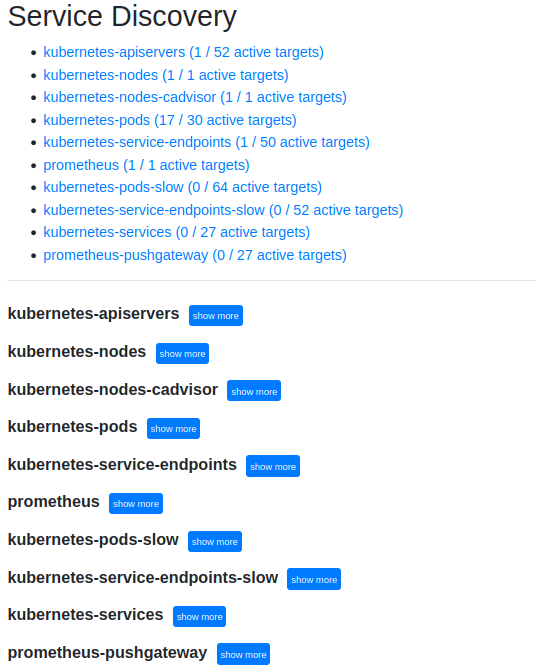 Service Discovery
kubernetes-apiservers (1 / 52 active targets)
kubernetes-nodes (1 / 1 active targets)
kubernetes-nodes-cadvisor (1 / 1 active targets)
kubernetes-pods (17 / 30 active targets)
kubernetes-service-endpoints (1 / 50 active targets)
prometheus (1 / 1 active targets)
kubernetes-pods-slow (0 / 64 active targets)
kubernetes-service-endpoints-slow (0 / 52 active targets)
kubernetes-services (0 / 27 active targets)
prometheus-pushgateway (0 / 27 active targets)
kubernetes-apiservers show more
kubernetes-nodes show more
kubernetes-nodes-cadvisor show more
kubernetes-pods show more
kubernetes-service-endpoints show more
prometheus show more
kubernetes-pods-slow show more
kubernetes-service-endpoints-slow show more
kubernetes-services show more
prometheus-pushgateway show more